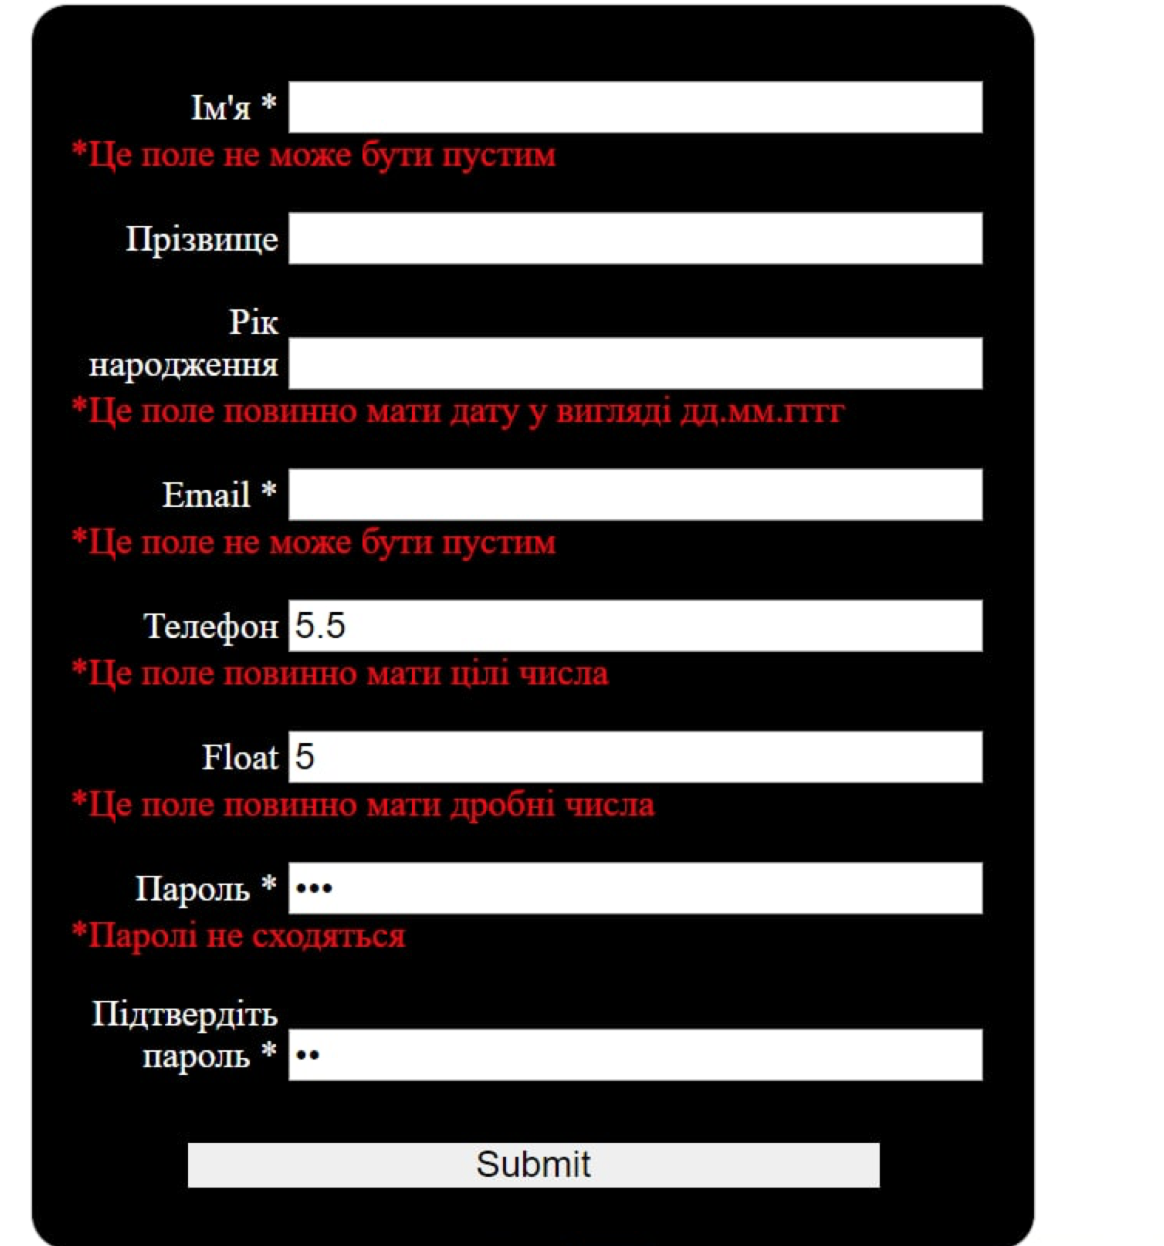 Ім'я *
*Це поле не може бути пустим
Прізвище
Рік
народження
*Це поле повинно мати дату у вигляді дд.мм.гггг
Email *
*Це поле не може бути пустим
Телефон 5.5
*Це поле повинно мати цілі числа
Float 5
*Це поле повинно мати дробні числа
Пароль * •••
*Паролі не сходяться
Підтвердіть
пароль * ••
Submit